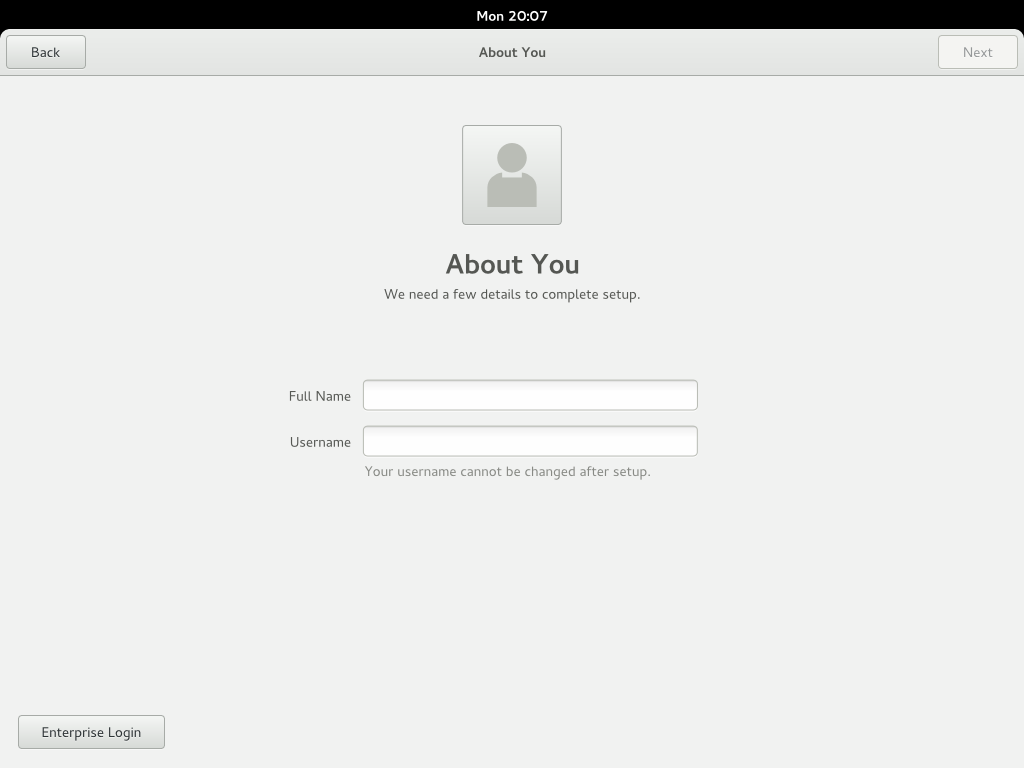 Mon 20:07
Back
About You
Next
About You
We need a few details to complete setup.
Full Name
Username
Your username cannot be changed after setup.
Enterprise Login